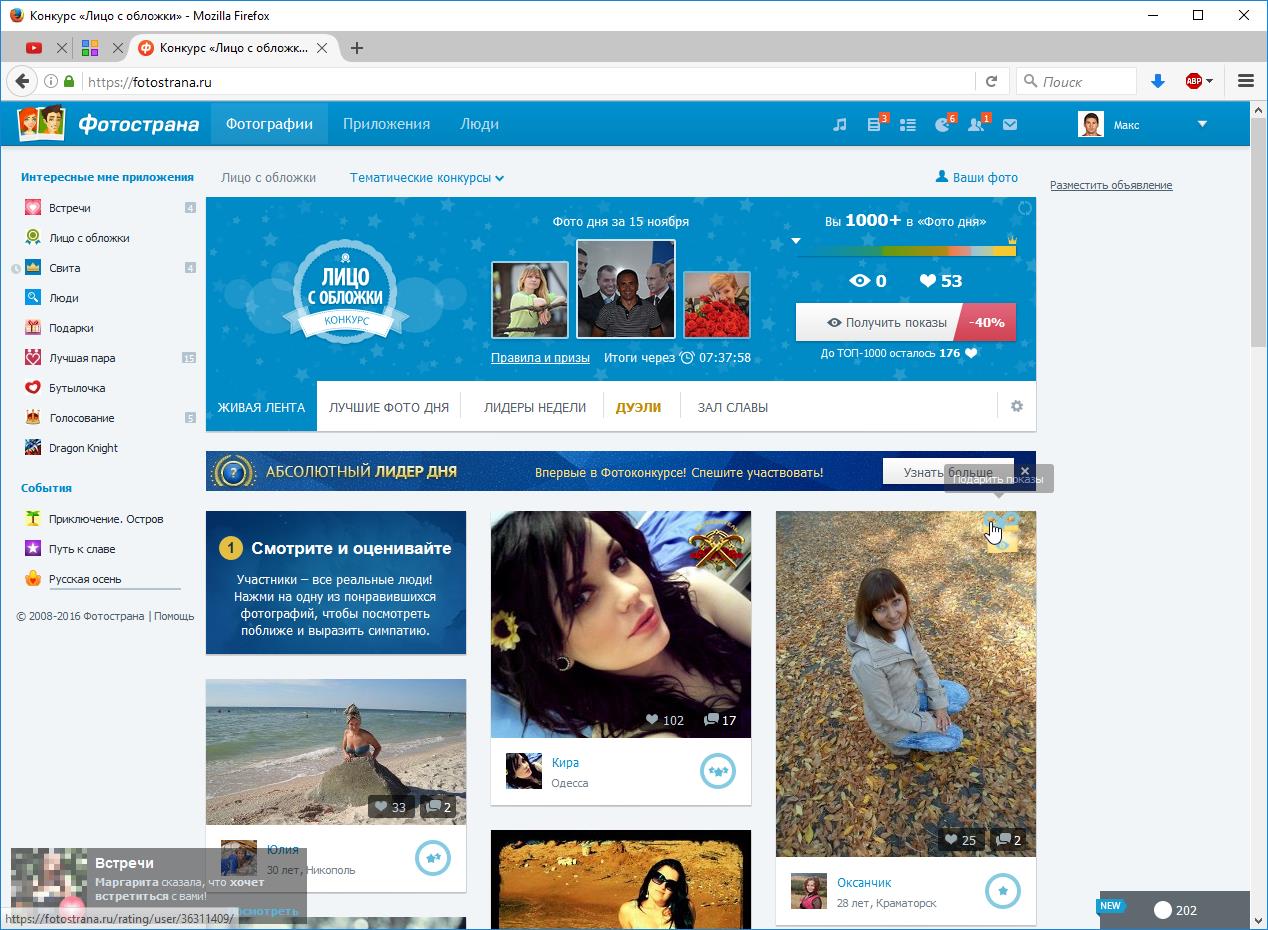 Конкурс «Лицо с обложки» - Mozilla Firefox
Конкурс «Лицо с обложк...
https://fotostrana.ru
Поиск
ABP
Фотострана
Фотографии
Приложения
Люди
3
6
1
Макс
Интересные мне приложения
Встречи
4
Лицо с обложки
Свита
4
Люди
Подарки
Лучшая пара
15
Бутылочка
Голосование
5
Dragon Knight
События
Приключение. Остров
Путь к славе
Русская осень
© 2008-2016 Фотострана | Помощь
Лицо с обложки
Тематические конкурсы
Ваши фото
Разместить объявление
ЛИЦО
С ОБЛОЖКИ
КОНКУРС
Фото дня за 15 ноября
Правила и призы
Итоги через 07:37:58
Вы 1000+ в «Фото дня»
0
53
Получить показы
-40%
До ТОП-1000 осталось 176
ЖИВАЯ ЛЕНТА
ЛУЧШИЕ ФОТО ДНЯ
ЛИДЕРЫ НЕДЕЛИ
ДУЭЛИ
ЗАЛ СЛАВЫ
?
АБСОЛЮТНЫЙ ЛИДЕР ДНЯ
Впервые в Фотоконкурсе! Спешите участвовать!
Узнать больше
Подарить показы
1
Смотрите и оценивайте
Участники – все реальные люди!
Нажми на одну из понравившихся
фотографий, чтобы посмотреть
поближе и выразить симпатию.
33
2
Юлия
30 лет, Никополь
102
17
Кира
Одесса
25
2
Оксанчик
28 лет, Краматорск
Встречи
Маргарита сказала, что хочет
встретиться с вами!
Посмотреть
https://fotostrana.ru/rating/user/36311409/
NEW
202